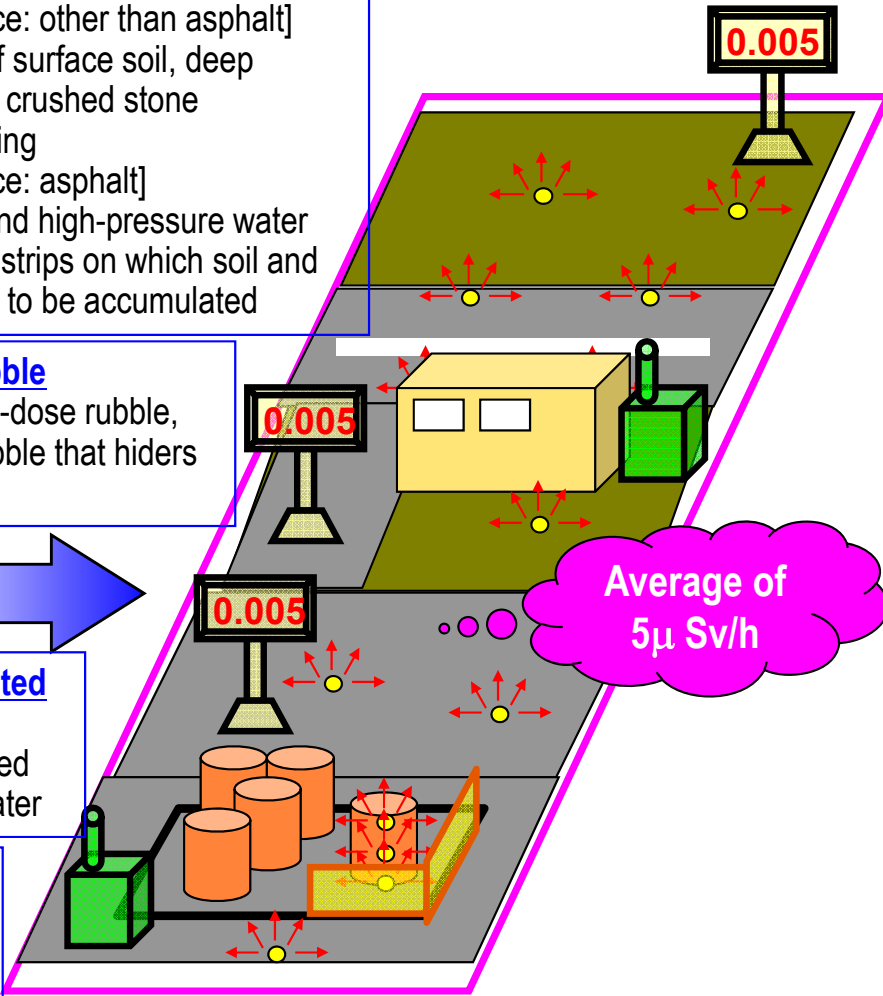 ce: other than asphalt]
f surface soil, deep
crushed stone
ing
ce: asphalt]
nd high-pressure water
strips on which soil and
to be accumulated
ble
-dose rubble,
bble that hiders
ted
ed
ater
0.005
0.005
0.005
Average of
5μ Sv/h